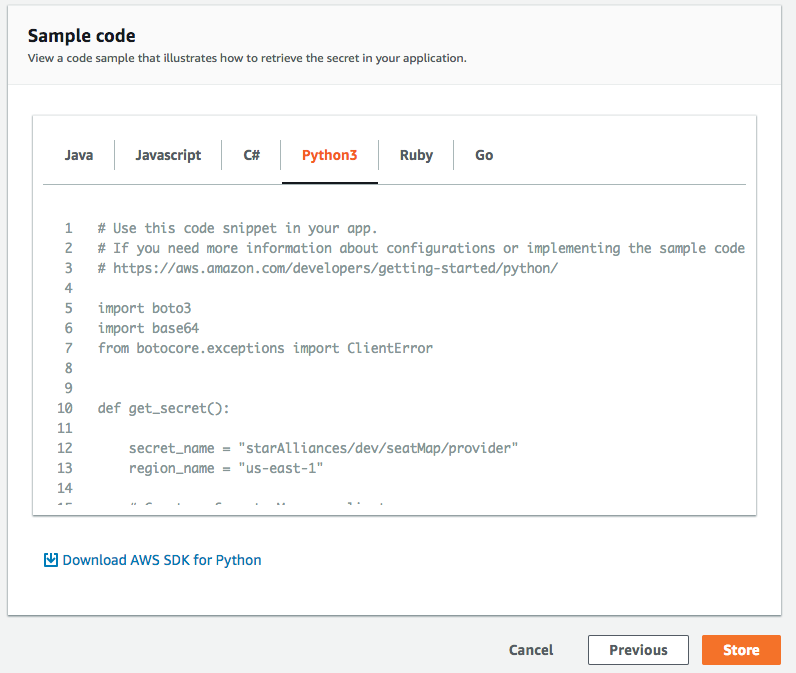 Sample code
View a code sample that illustrates how to retrieve the secret in your application.
Java Javascript C# Python3 Ruby Go
1 # Use this code snippet in your app.
2 # If you need more information about configurations or implementing the sample code
3 # https://aws.amazon.com/developers/getting-started/python/
4
5 import boto3
6 import base64
7 from botocore.exceptions import ClientError
8
9
10 def get_secret():
11
12 secret_name = "starAlliances/dev/seatMap/provider"
13 region_name = "us-east-1"
14
Download AWS SDK for Python
Cancel Previous Store